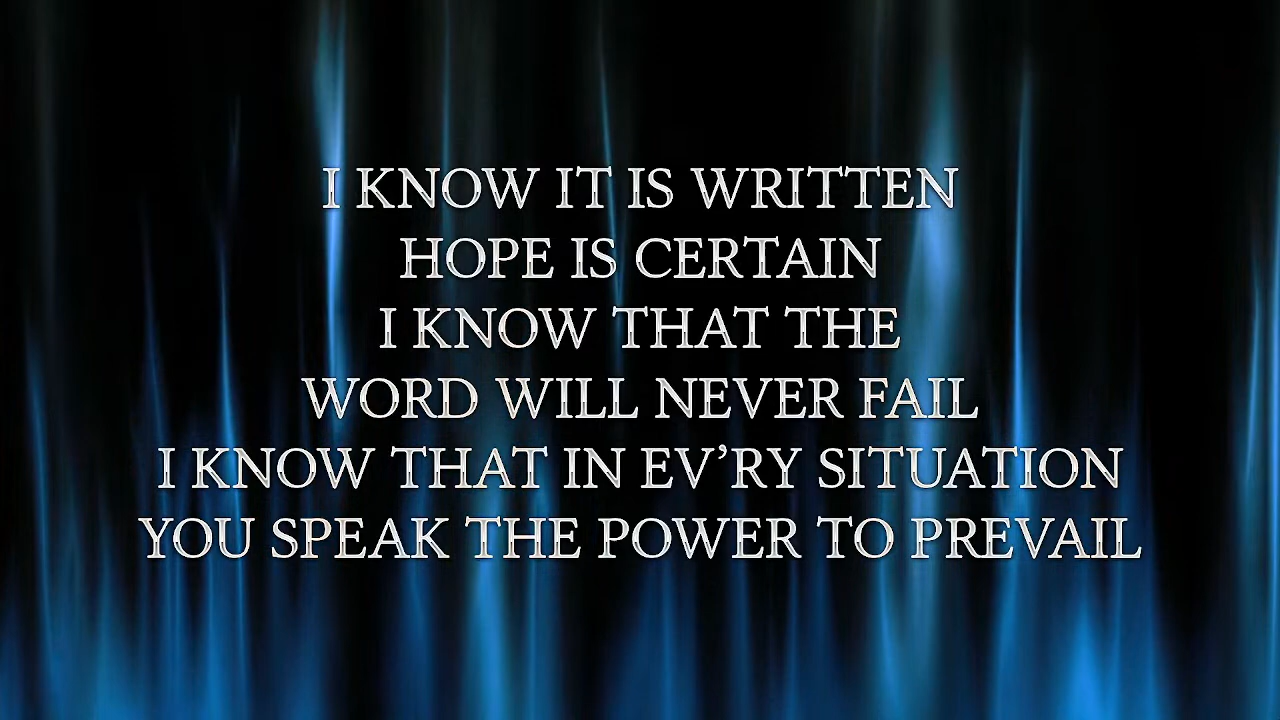 I KNOW IT IS WRITTEN
HOPE IS CERTAIN
I KNOW THAT THE
WORD WILL NEVER FAIL
I KNOW THAT IN EV’RY SITUATION
YOU SPEAK THE POWER TO PREVAIL